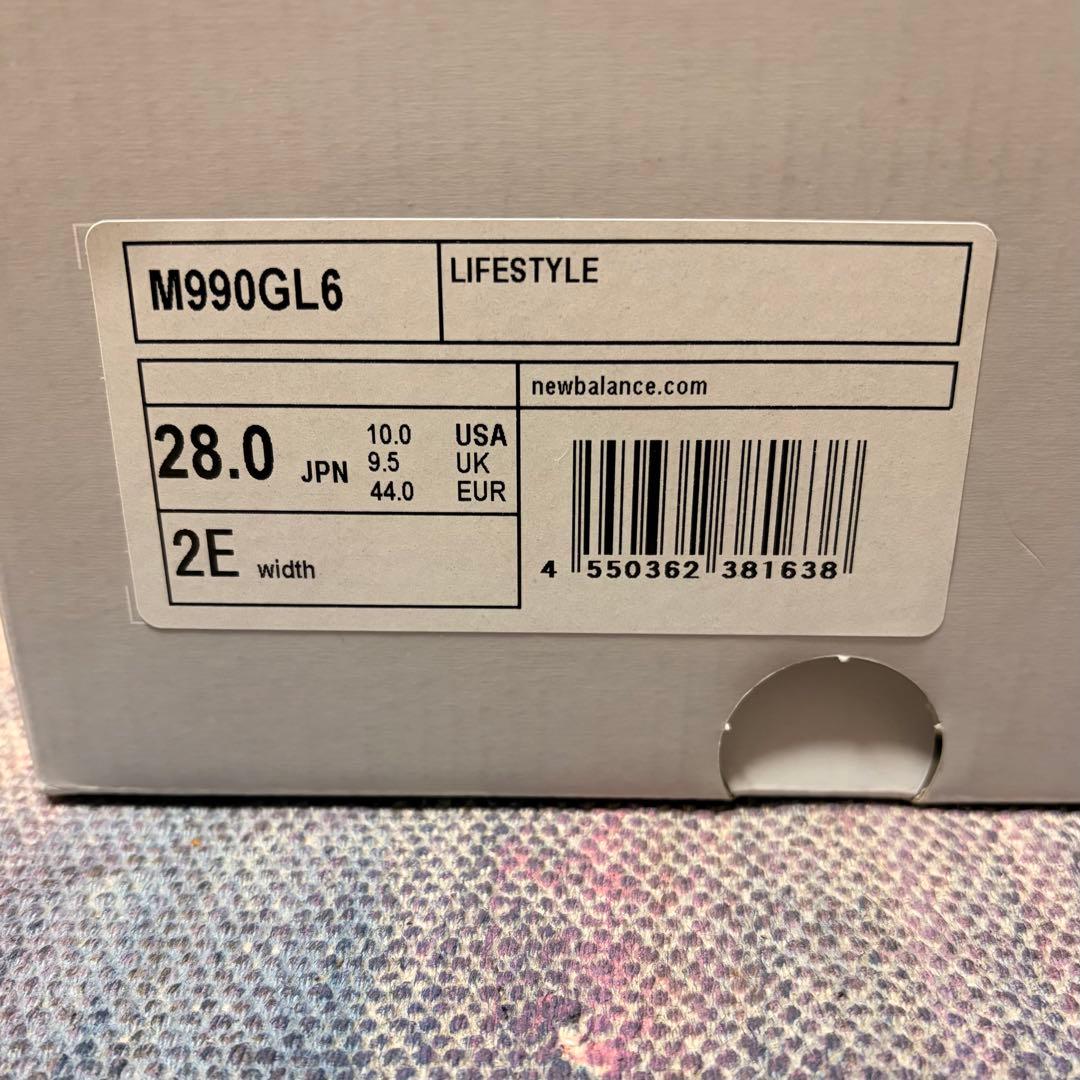 M990GL6
LIFESTYLE
newbalance.com
28.0 JPN
10.0 USA
9.5 UK
44.0 EUR
2E width
4 550362 381638